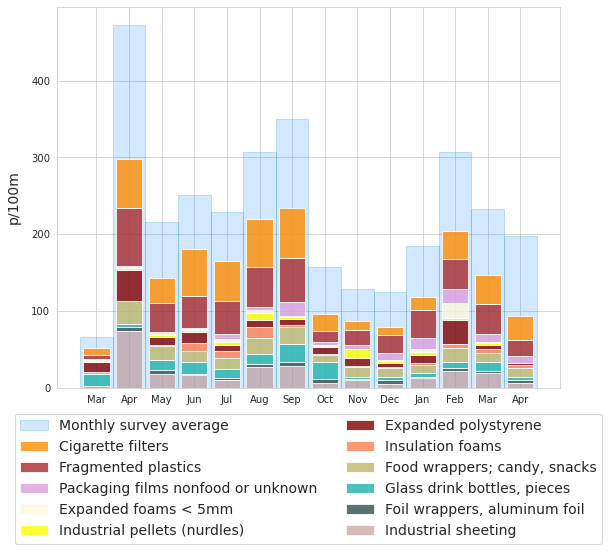 400
300
200
100
0
p/100m
Mar Apr May Jun Jul Aug Sep Oct Nov Dec Jan Feb Mar Apr
Monthly survey average
Cigarette filters
Fragmented plastics
Packaging films nonfood or unknown
Expanded foams < 5mm
Industrial pellets (nurdles)
Expanded polystyrene
Insulation foams
Food wrappers; candy, snacks
Glass drink bottles, pieces
Foil wrappers, aluminum foil
Industrial sheeting